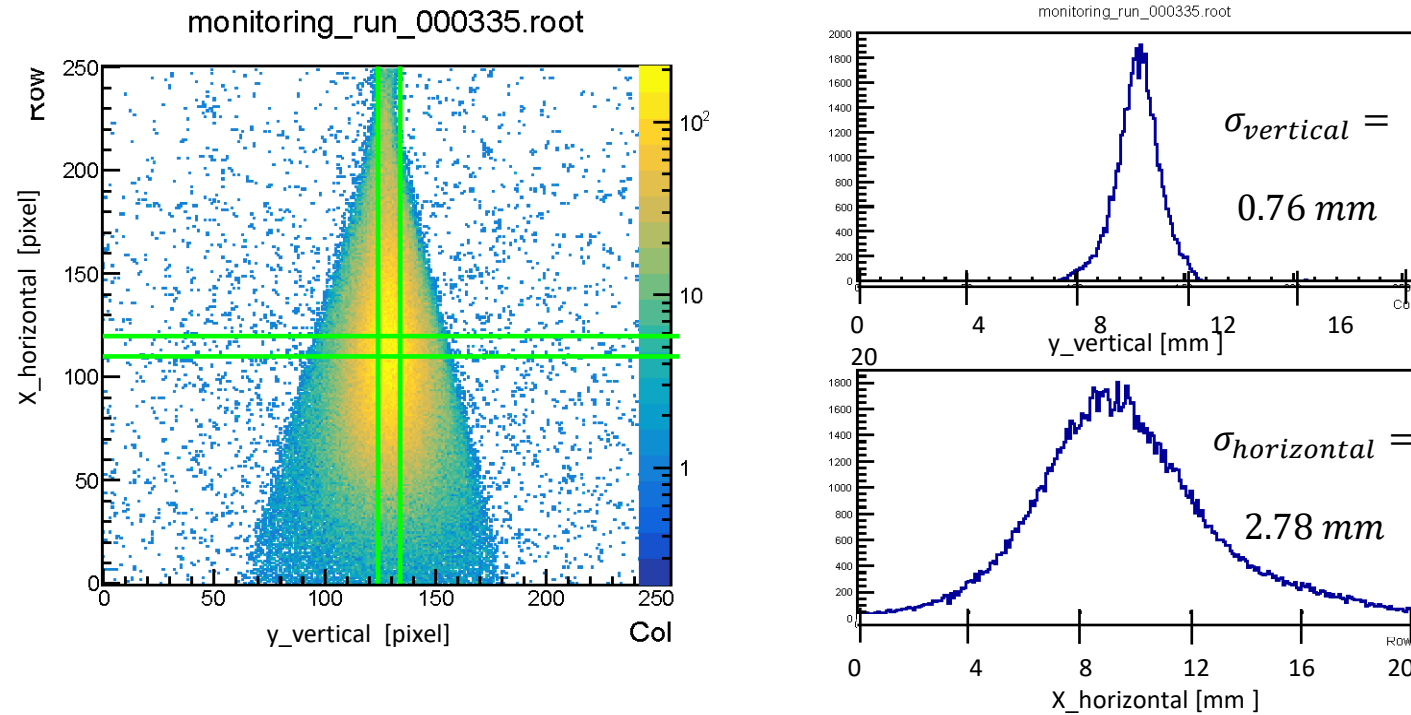 monitoring_run_000335.root
Row
X_horizontal [pixel]
250
200
150
100
50
0
0 50 100 150 200 250
y_vertical [pixel]
Col
10²
10
1
monitoring_run_000335.root
2000
1800
1600
1400
1200
1000
800
600
400
200
0
σ_vertical =
0.76 mm
0 4 8 12 16
20
y_vertical [mm ]
1800
1600
1400
1200
1000
800
600
400
200
0
σ_horizontal =
2.78 mm
Row
0 4 8 12 16 20
X_horizontal [mm ]